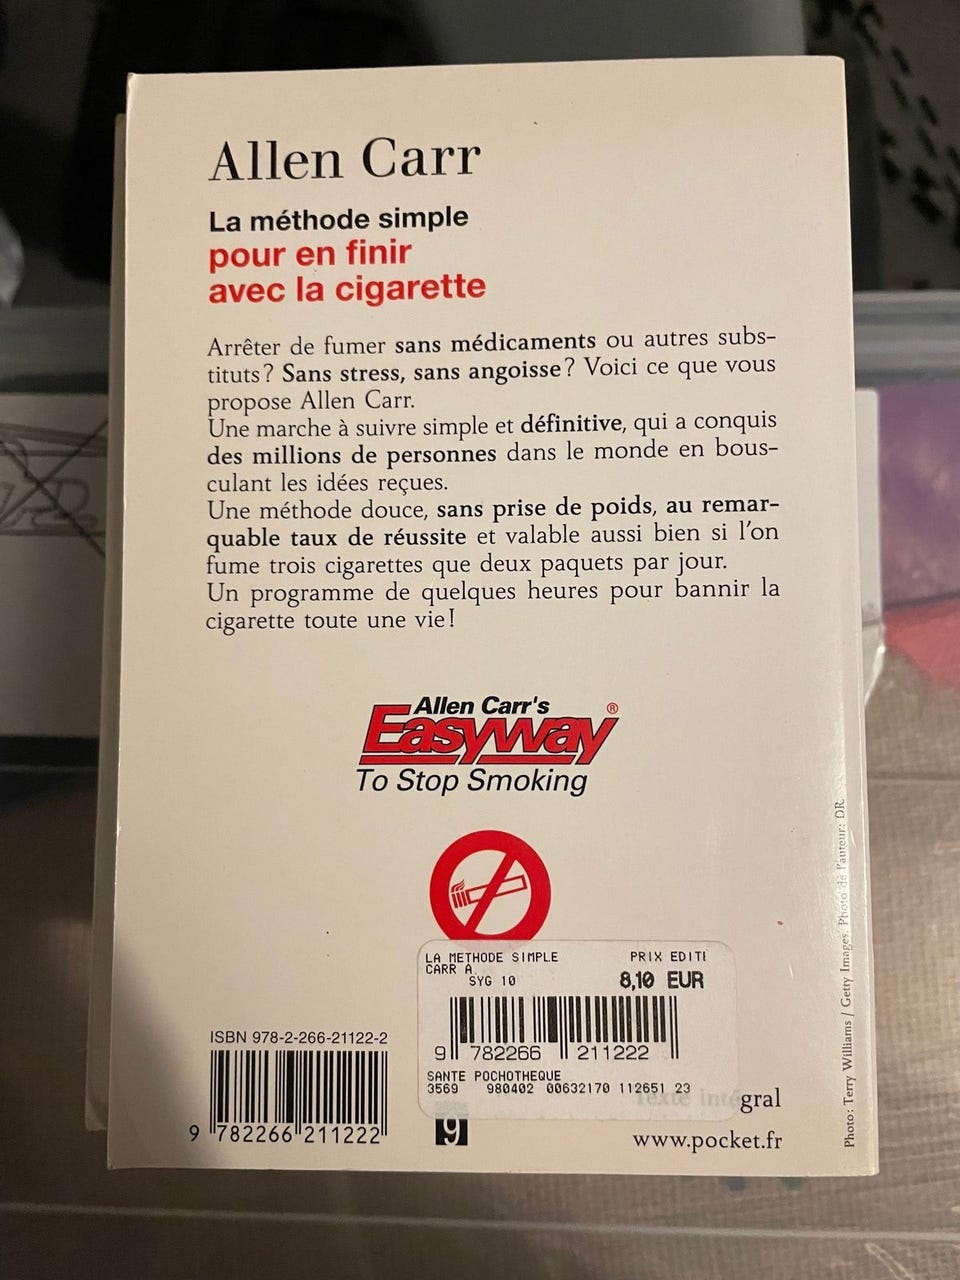 Allen Carr
La méthode simple
pour en finir
avec la cigarette
Arrêter de fumer sans médicaments ou autres subs-
tituts ? Sans stress, sans angoisse ? Voici ce que vous
propose Allen Carr.
Une marche à suivre simple et définitive, qui a conquis
des millions de personnes dans le monde en bous-
culant les idées reçues.
Une méthode douce, sans prise de poids, au remar-
quable taux de réussite et valable aussi bien si l'on
fume trois cigarettes que deux paquets par jour.
Un programme de quelques heures pour bannir la
cigarette toute une vie !
Allen Carr's
Easyway®
To Stop Smoking
LA METHODE SIMPLE PRIX EDITI
CARR A.
SYG 10 8,10 EUR
9 782266 211222
SANTE POCHOTHEQUE
3569 980402 00632170 112651 23
ISBN 978-2-266-21122-2
9 782266 211222
Texte intégral
9
www.pocket.fr
Photo : Terry Williams / Getty Images. Photo de l'auteur : DR.